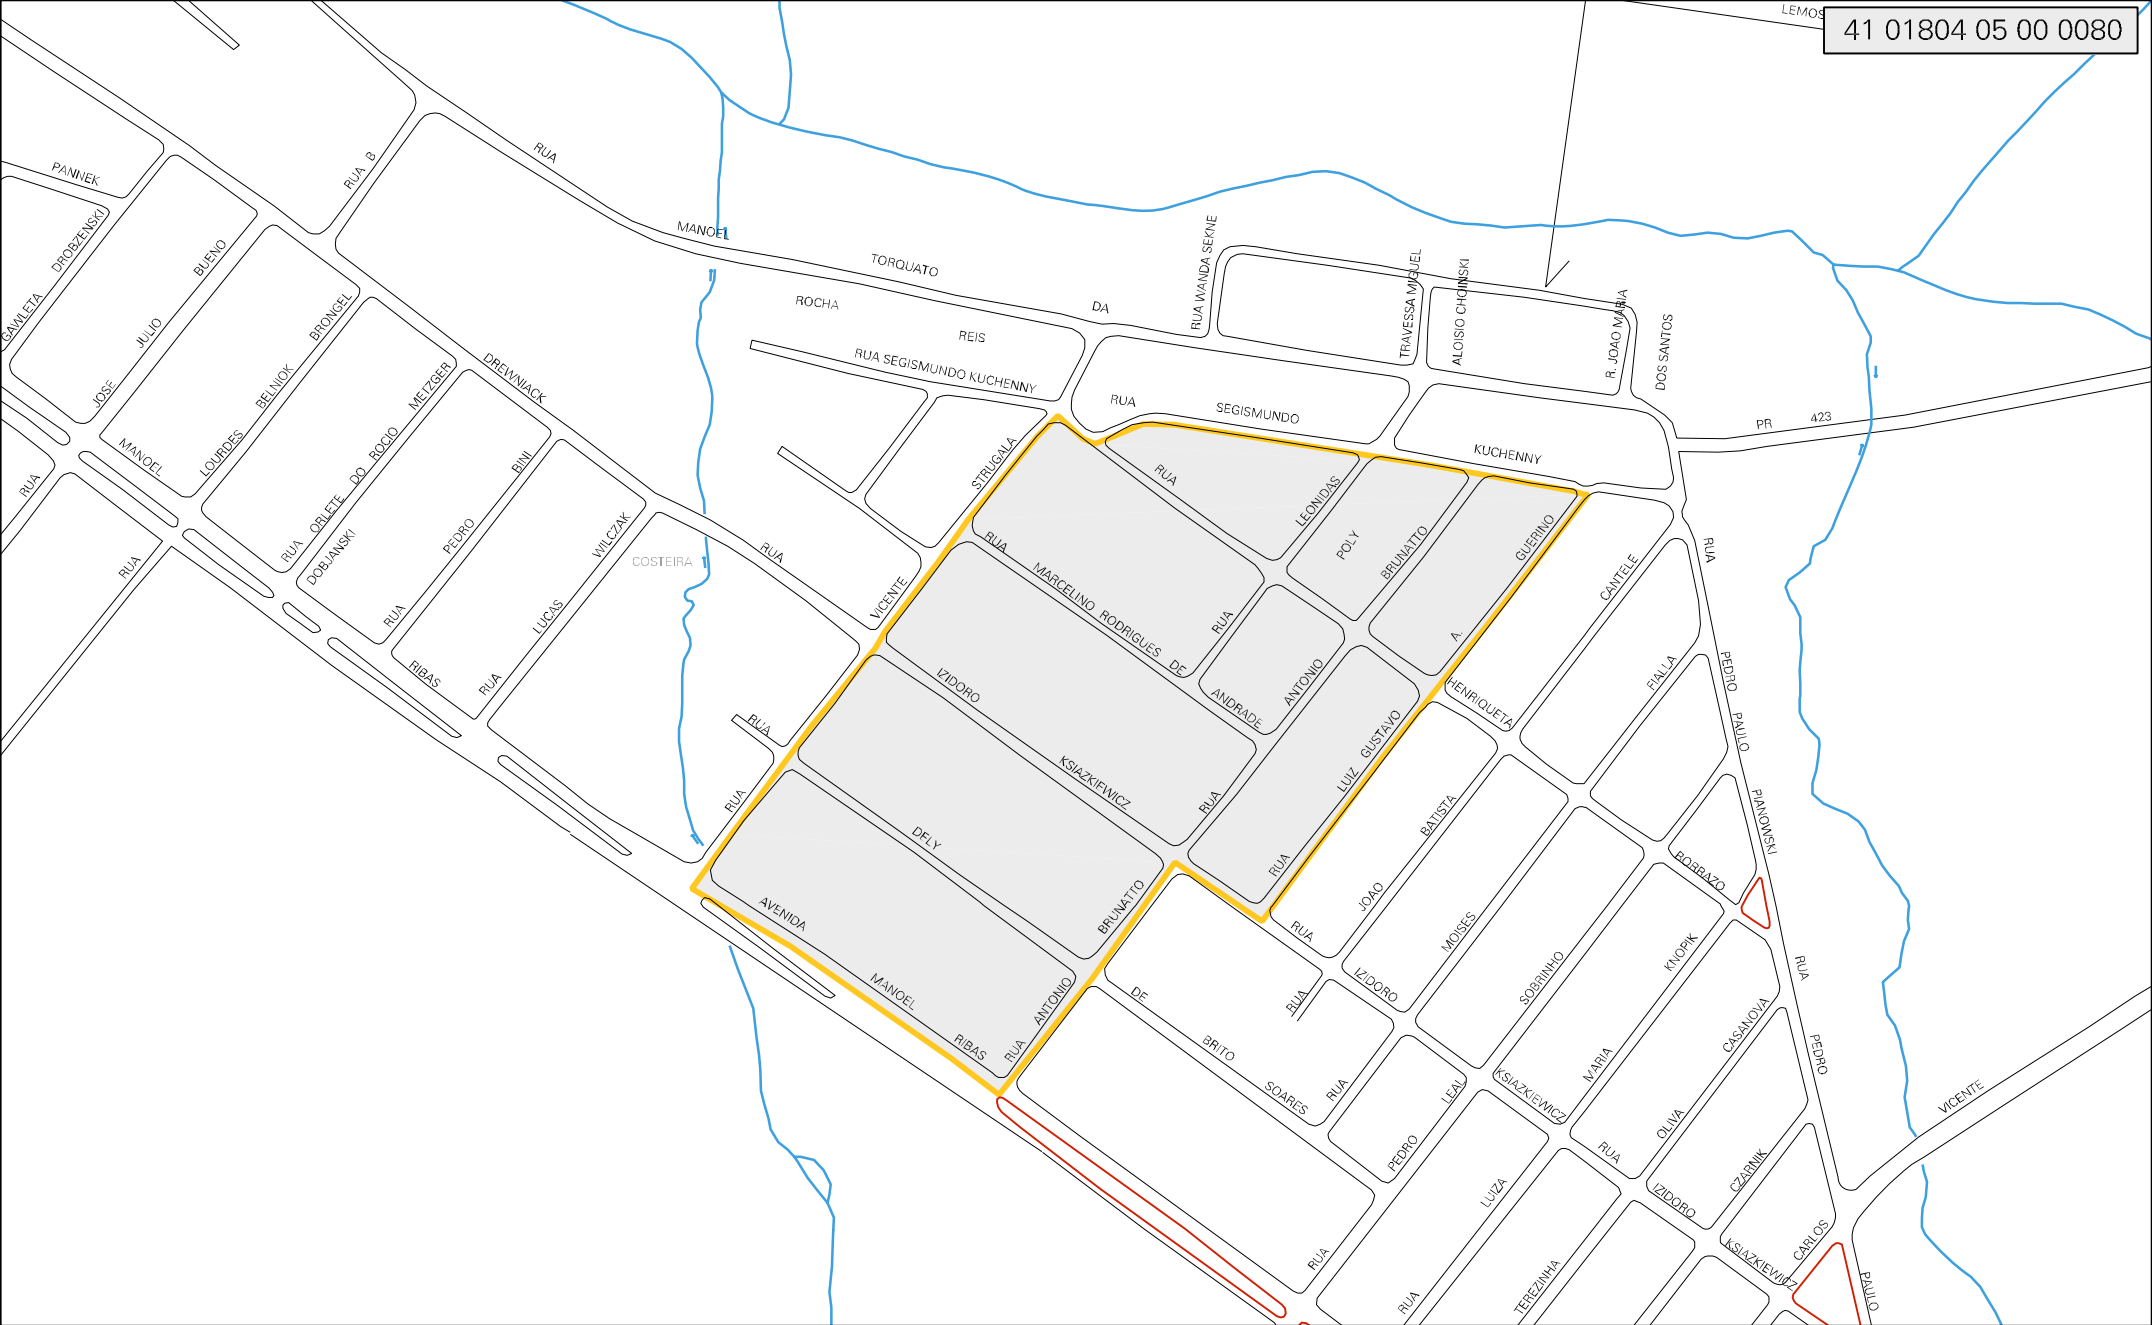 LEMOS
41 01804 05 00 0080
PANNEK
RUA B
RUA
MANOEL
TORQUATO
DA
ROCHA
REIS
RUA WANDA SEKNE
TRAVESSA MIGUEL
ALOISIO CHOINSKI
R. JOAO MARIA
DOS SANTOS
PR 423
DROBZENSKI
GAWLETA
BUENO
JULIO
JOSE
BRONGEL
BELNIOK
LOURDES
MANOEL
RUA
DREWNIACK
METZGER
ROCIO
DO
ORLETE
RUA
DOBJANSKI
BINI
PEDRO
RUA
WILCZAK
LUCAS
RUA
RIBAS
RUA
RUA
COSTEIRA
RUA SEGISMUNDO KUCHENNY
RUA
SEGISMUNDO
KUCHENNY
STRUGALA
VICENTE
RUA
RUA
RUA
LEONIDAS
POLY
BRUNATTO
GUERINO
A.
CANTELE
RUA
RUA
MARCELINO RODRIGUES DE
ANDRADE
RUA
ANTONIO
IZIDORO
KSIAZKIEWICZ
RUA
GUSTAVO
LUIZ
RUA
HENRIQUETA
FIALLA
PEDRO
PAULO
PIANOWSKI
BORRAZO
DELY
BRUNATTO
AVENIDA
MANOEL
RIBAS
RUA
ANTONIO
BATISTA
JOAO
RUA
RUA
MOISES
IZIDORO
SOBRINHO
KNOPIK
CASANOVA
RUA
PEDRO
DE
BRITO
SOARES
RUA
LEAL
PEDRO
KSIAZKIEWICZ
MARIA
OLIVA
RUA
IZIDORO
CZARNIK
CARLOS
KSIAZKIEWICZ
VICENTE
LUIZA
RUA
TEREZINHA
RUA
PAULO